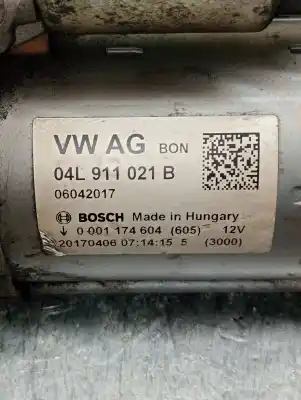 VW AG BON
04L 911 021 B
06042017
BOSCH Made in Hungary
0 001 174 604 (605) 12V
20170406 07:14:15 5 (3000)